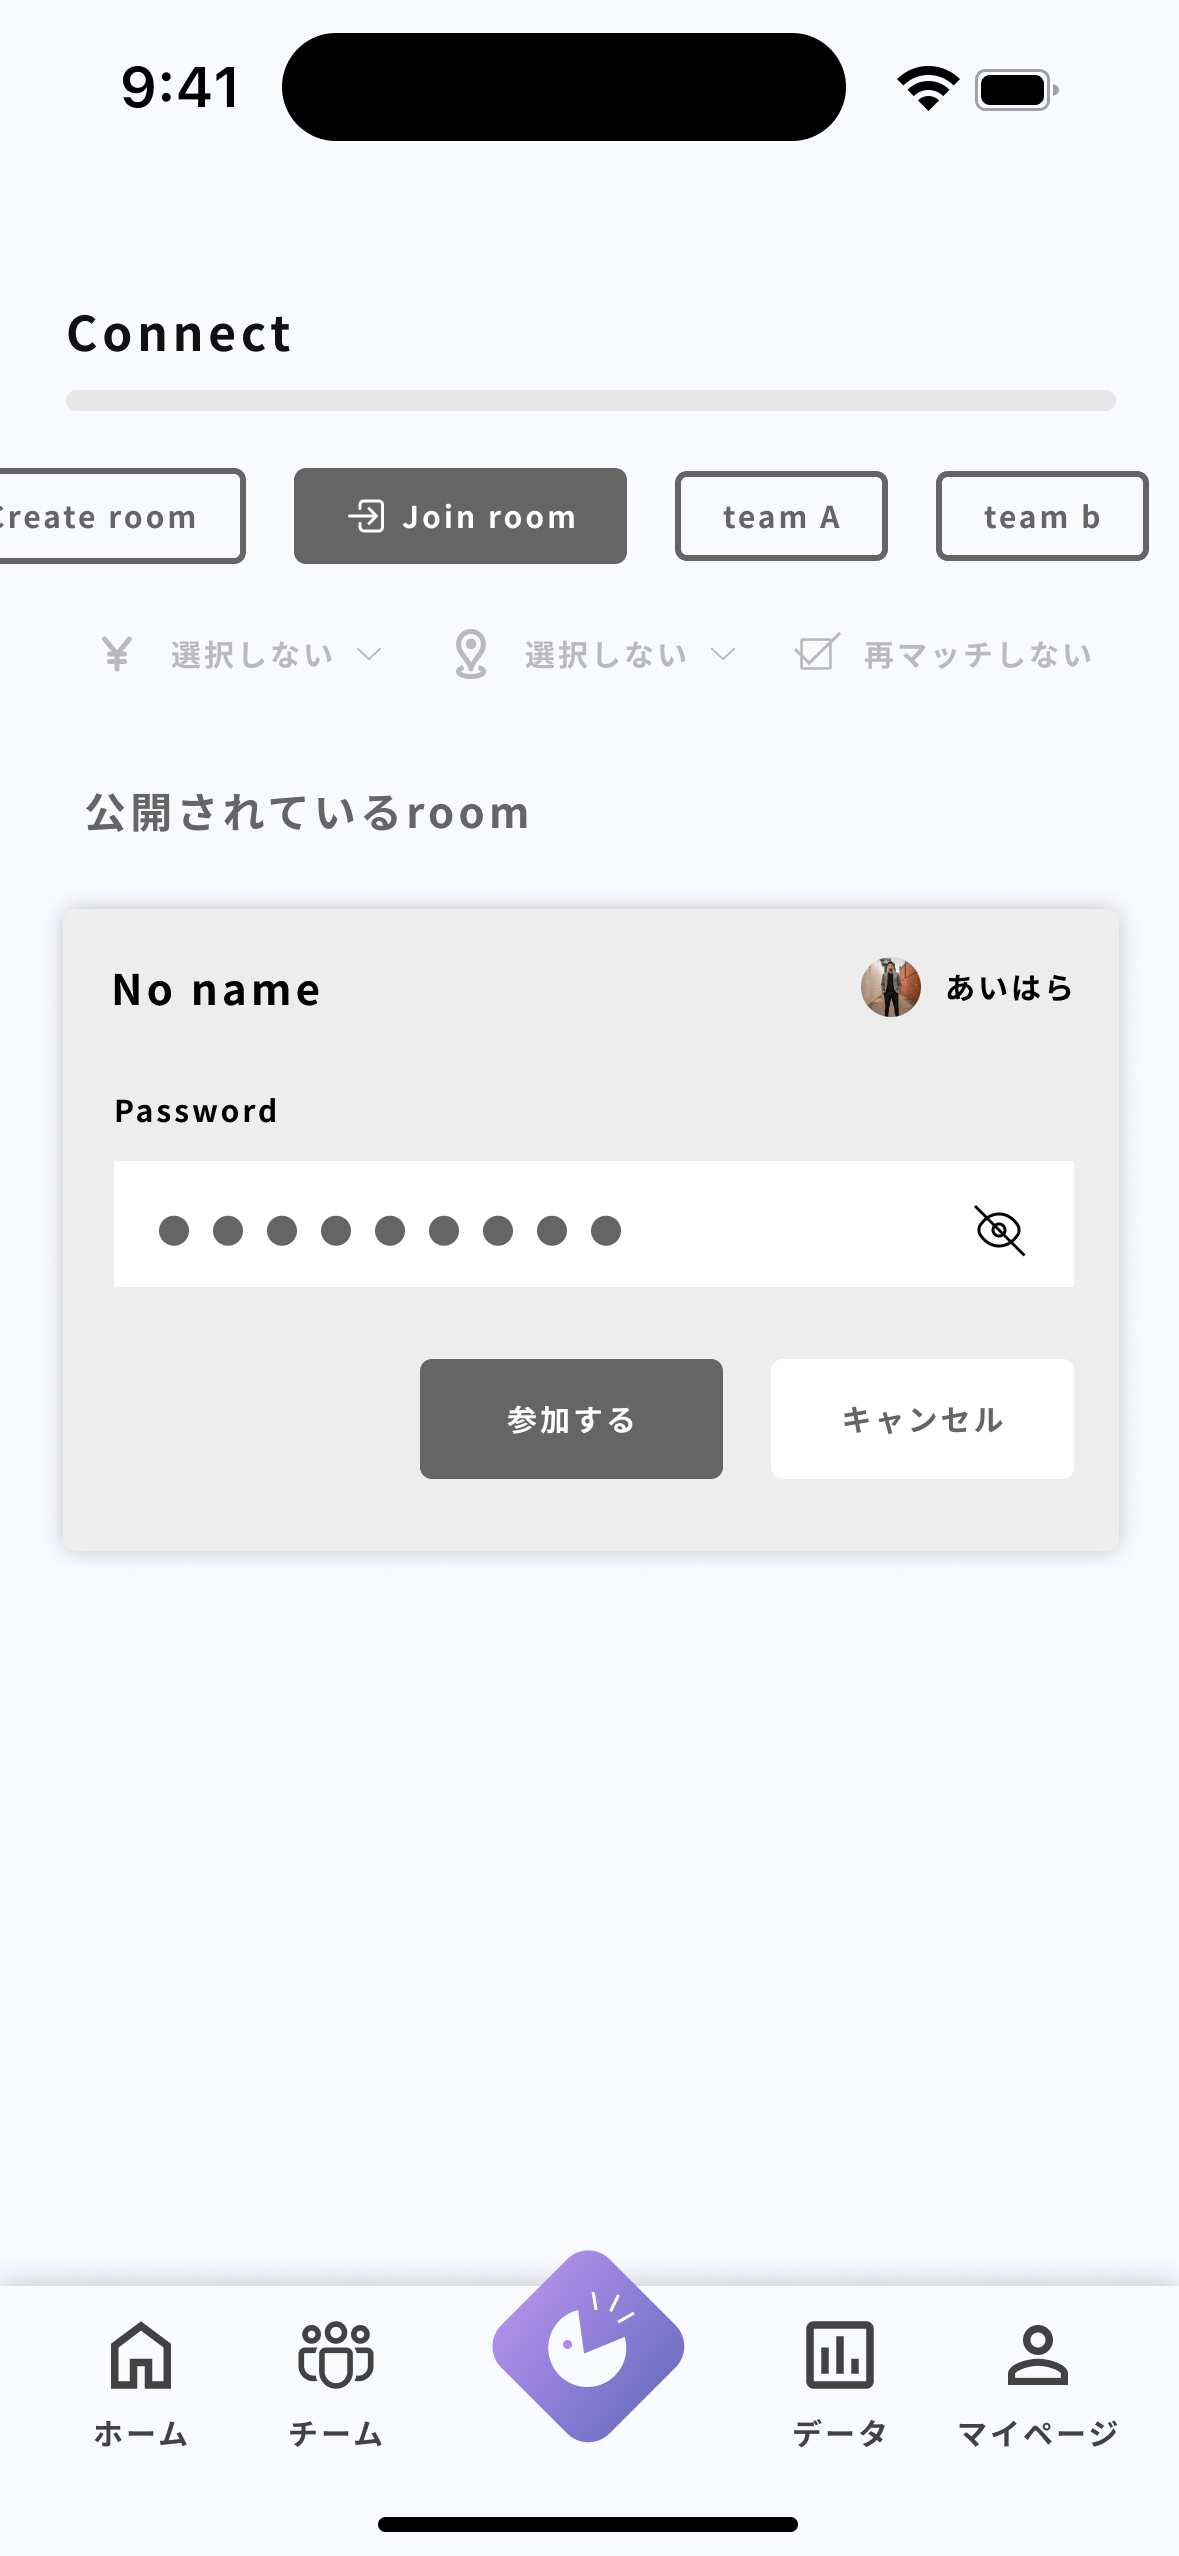 9:41
Connect
Create room
Join room
team A
team b
選択しない
選択しない
再マッチしない
公開されているroom
No name
あいはら
Password
参加する
キャンセル
ホーム
チーム
データ
マイページ